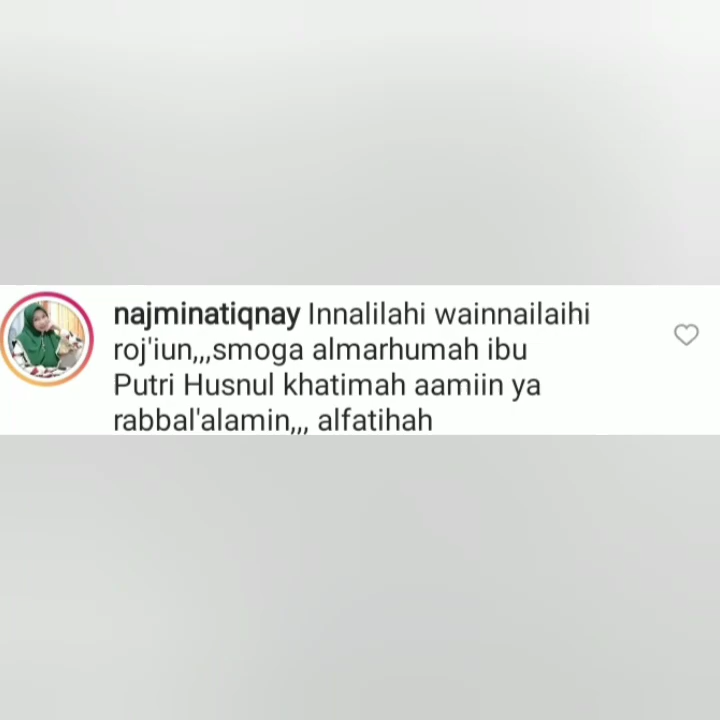 najminatiqnay Innalilahi wainnailaihi
roj'iun,,,smoga almarhumah ibu
Putri Husnul khatimah aamiin ya
rabbal'alamin,,, alfatihah